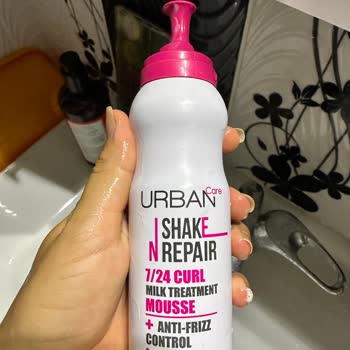 URBAN Care
SHAKE
N REPAIR
7/24 CURL
MILK TREATMENT
MOUSSE
+ ANTI-FRIZZ
CONTROL